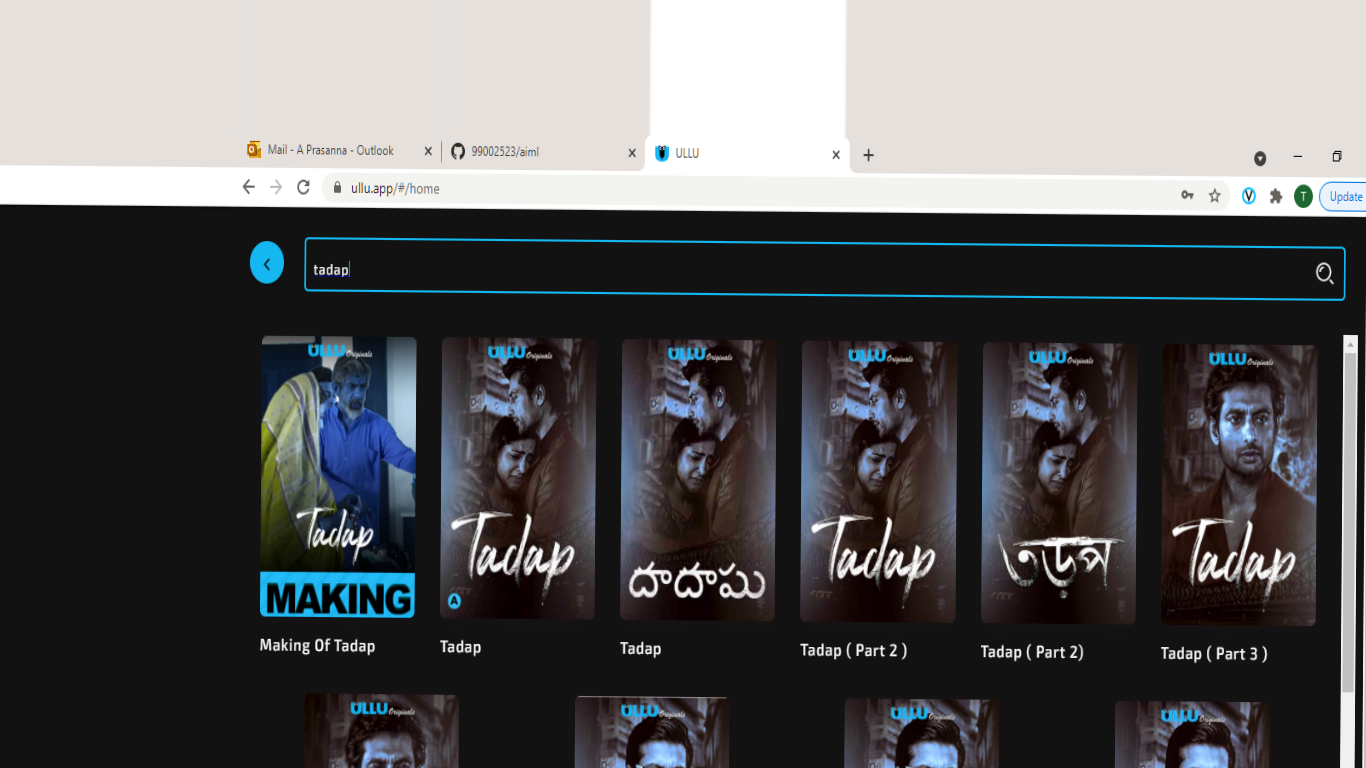 Mail - A Prasanna - Outlook
99002523/aiml
ULLU
ullu.app/#/home
T
Update
tadap
ULLU Originals
Tadap
MAKING
Making Of Tadap
ULLU Originals
Tadap
A
Tadap
ULLU Originals
దాదాపు
Tadap
ULLU Originals
Tadap
Tadap ( Part 2 )
ULLU Originals
তড়প
Tadap ( Part 2)
ULLU Originals
Tadap
Tadap ( Part 3 )
ULLU Originals
ULLU Originals
ULLU Originals
ULLU Originals